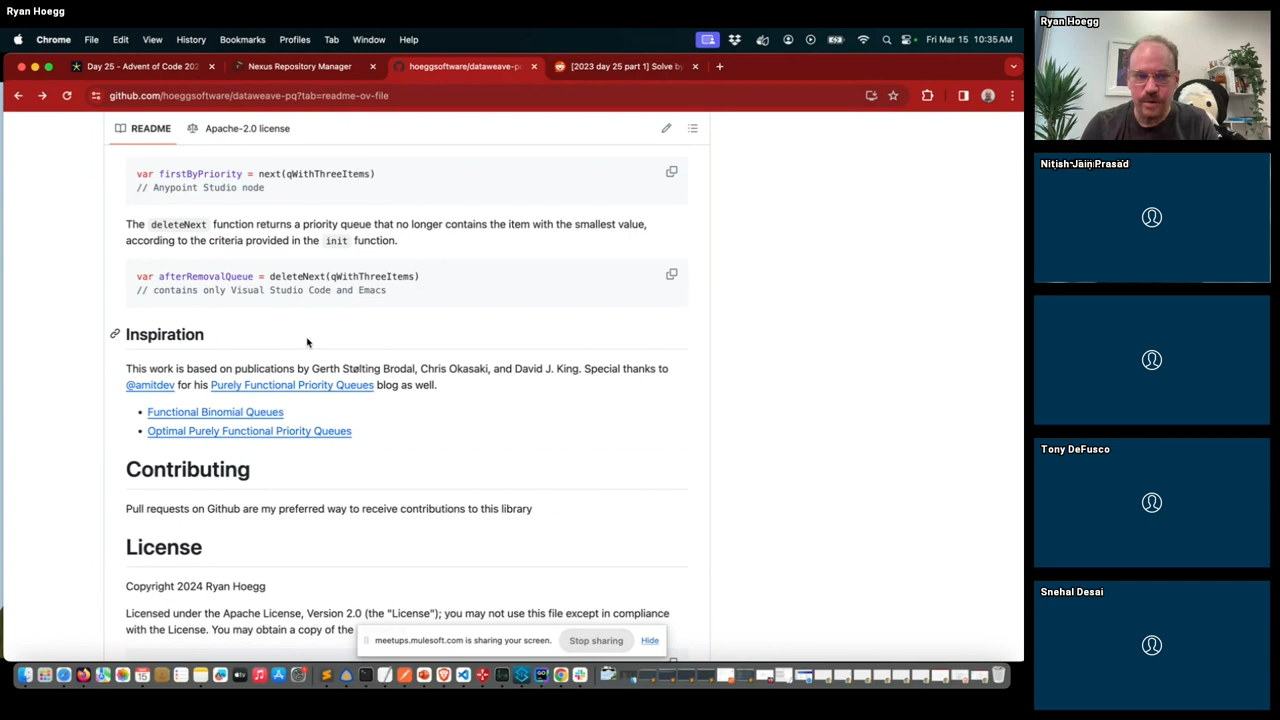 Ryan Hoegg
Chrome File Edit View History Bookmarks Profiles Tab Window Help
Fri Mar 15 10:35 AM
Day 25 - Advent of Code 202
Nexus Repository Manager
hoeggsoftware/dataweave-pq
[2023 day 25 part 1] Solve by
github.com/hoeggsoftware/dataweave-pq?tab=readme-ov-file
README
Apache-2.0 license
var firstByPriority = next(qWithThreeItems)
// Anypoint Studio node
The deleteNext function returns a priority queue that no longer contains the item with the smallest value,
according to the criteria provided in the init function.
var afterRemovalQueue = deleteNext(qWithThreeItems)
// contains only Visual Studio Code and Emacs
Inspiration
This work is based on publications by Gerth Stølting Brodal, Chris Okasaki, and David J. King. Special thanks to
@amitdev for his Purely Functional Priority Queues blog as well.
• Functional Binomial Queues
• Optimal Purely Functional Priority Queues
Contributing
Pull requests on Github are my preferred way to receive contributions to this library
License
Copyright 2024 Ryan Hoegg
Licensed under the Apache License, Version 2.0 (the "License"); you may not use this file except in compliance
with the License. You may obtain a copy of the
meetups.mulesoft.com is sharing your screen.
Stop sharing
Hide
Ryan Hoegg
Tony DeFusco
Snehal Desai